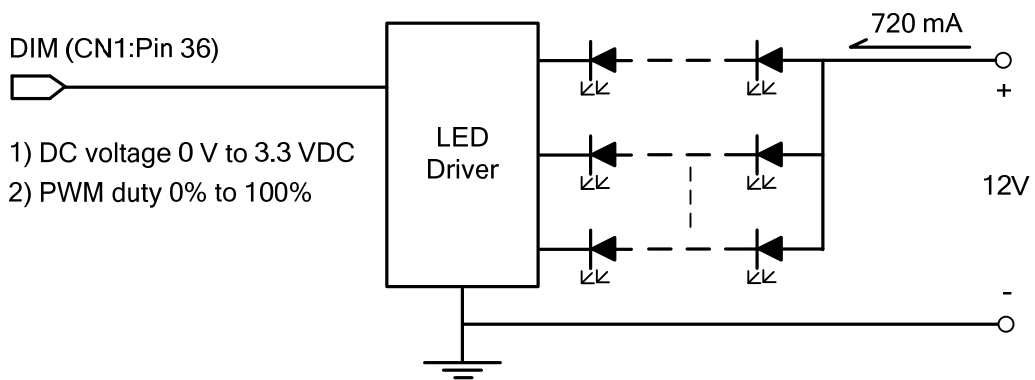 720 mA
DIM (CN1:Pin 36)
+
LED
Driver
1) DC voltage 0 V to 3.3 VDC
2) PWM duty 0% to 100%
12V
-